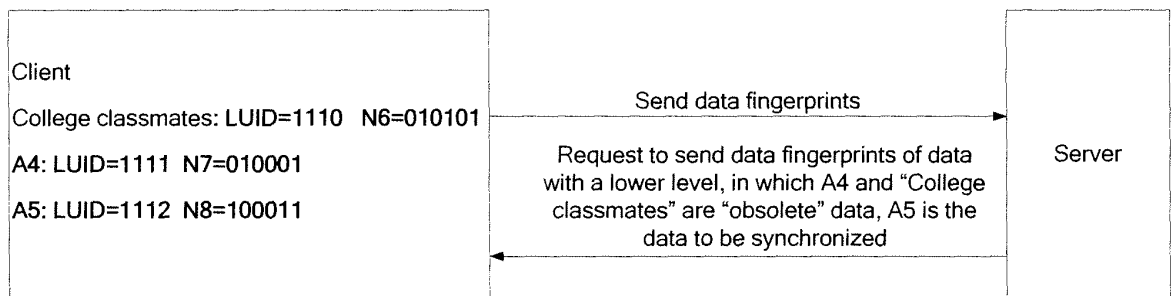 Client
College classmates: LUID=1110 N6=010101
A4: LUID=1111 N7=010001
A5: LUID=1112 N8=100011
Send data fingerprints
Request to send data fingerprints of data
with a lower level, in which A4 and “College
classmates” are “obsolete” data, A5 is the
data to be synchronized
Server